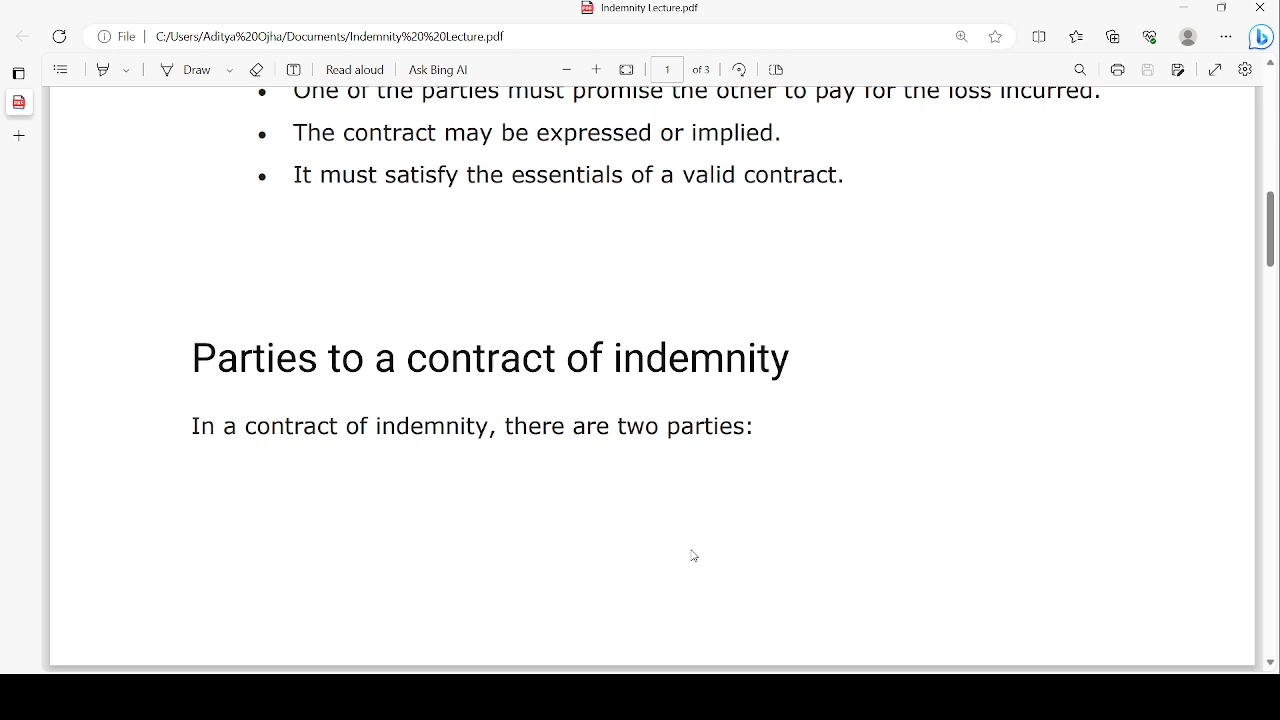 Indemnity Lecture.pdf
File
C:/Users/Aditya%20Ojha/Documents/Indemnity%20%20Lecture.pdf
Draw
Read aloud
Ask Bing AI
1
of 3
• One of the parties must promise the other to pay for the loss incurred.
• The contract may be expressed or implied.
• It must satisfy the essentials of a valid contract.
Parties to a contract of indemnity
In a contract of indemnity, there are two parties: